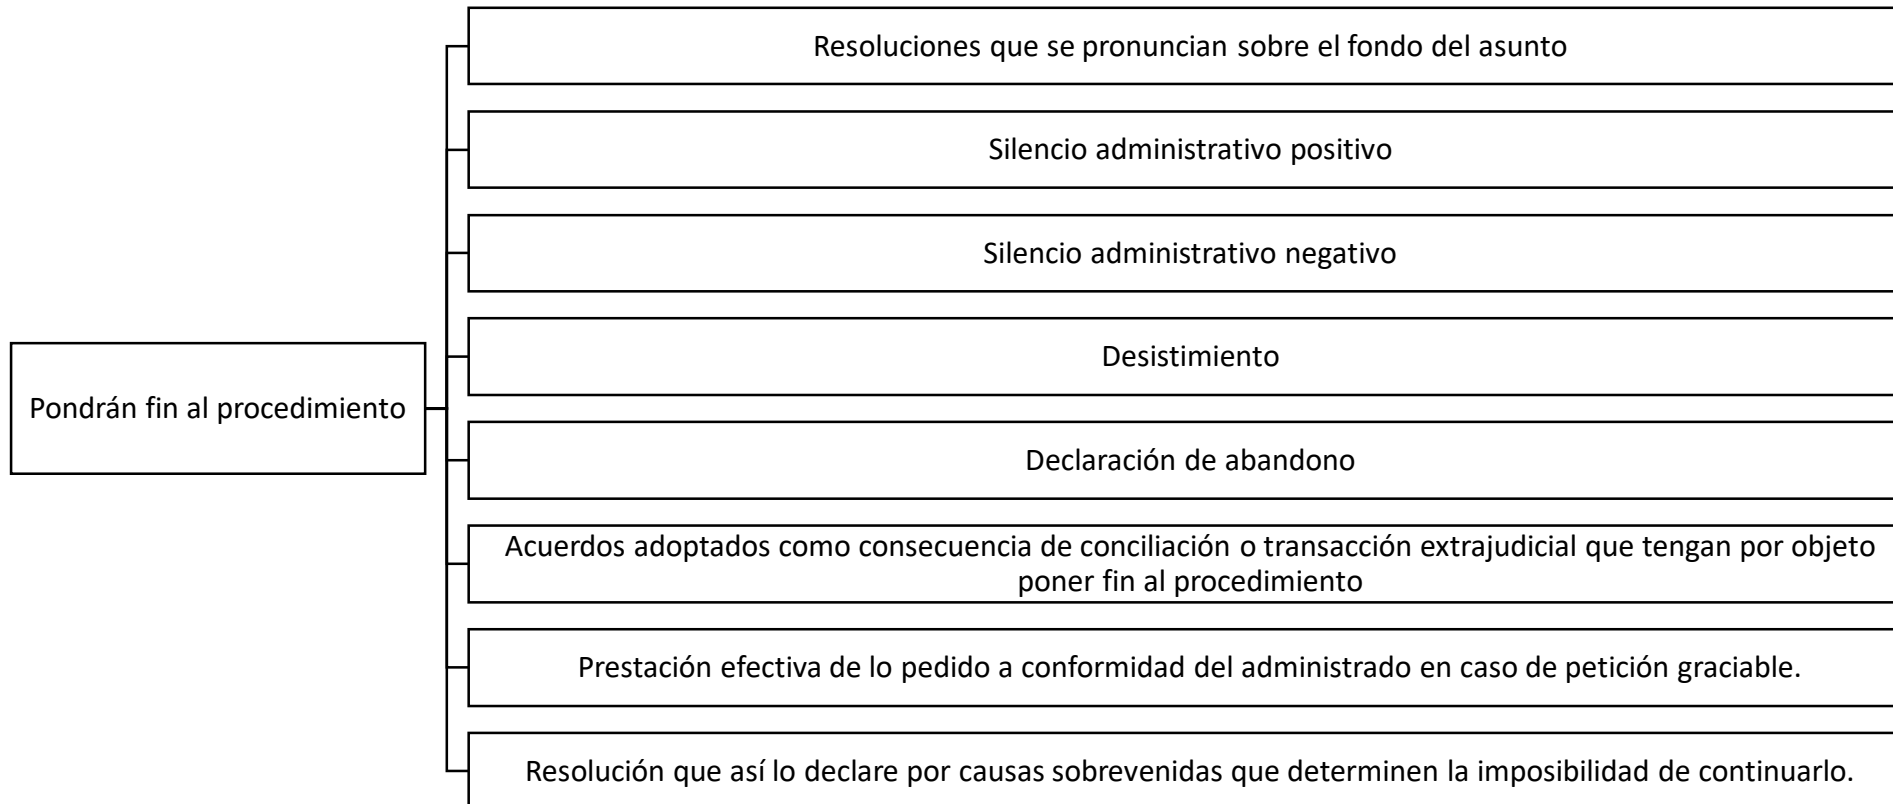 Pondrán fin al procedimiento
Resoluciones que se pronuncian sobre el fondo del asunto
Silencio administrativo positivo
Silencio administrativo negativo
Desistimiento
Declaración de abandono
Acuerdos adoptados como consecuencia de conciliación o transacción extrajudicial que tengan por objeto
poner fin al procedimiento
Prestación efectiva de lo pedido a conformidad del administrado en caso de petición graciable.
Resolución que así lo declare por causas sobrevenidas que determinen la imposibilidad de continuarlo.